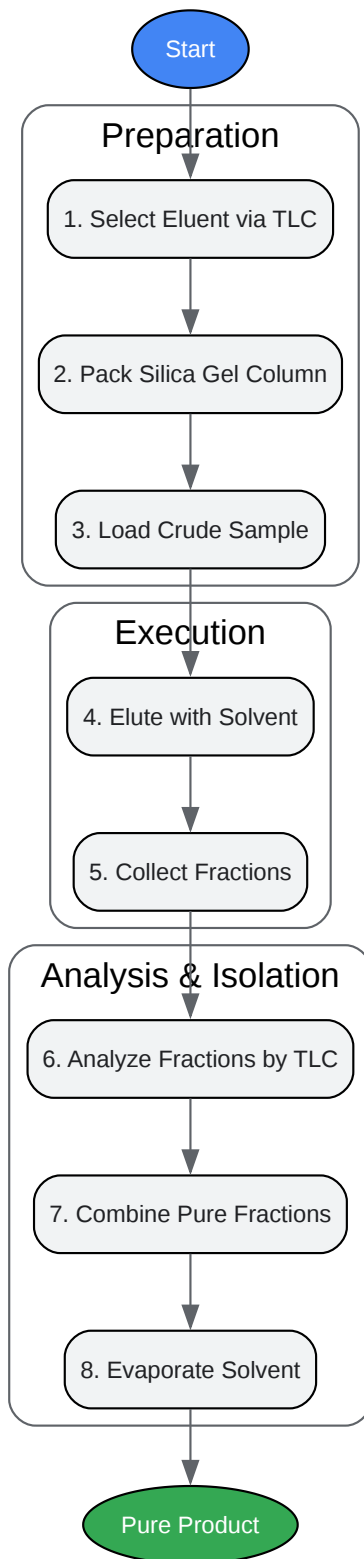 Start
Preparation
1. Select Eluent via TLC
2. Pack Silica Gel Column
3. Load Crude Sample
Execution
4. Elute with Solvent
5. Collect Fractions
Analysis & Isolation
6. Analyze Fractions by TLC
7. Combine Pure Fractions
8. Evaporate Solvent
Pure Product